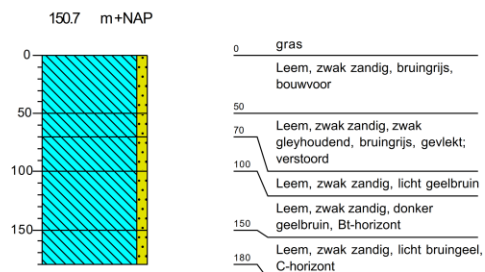 150.7 m+NAP
0
50
100
150
0 gras
Leem, zwak zandig, bruingrijs,
bouwvoor
50
Leem, zwak zandig, zwak
70 gleyhoudend, bruingrijs, gevlekt;
verstoord
100
Leem, zwak zandig, licht geelbruin
Leem, zwak zandig, donker
150 geelbruin, Bt-horizont
Leem, zwak zandig, licht bruingeel,
180 C-horizont